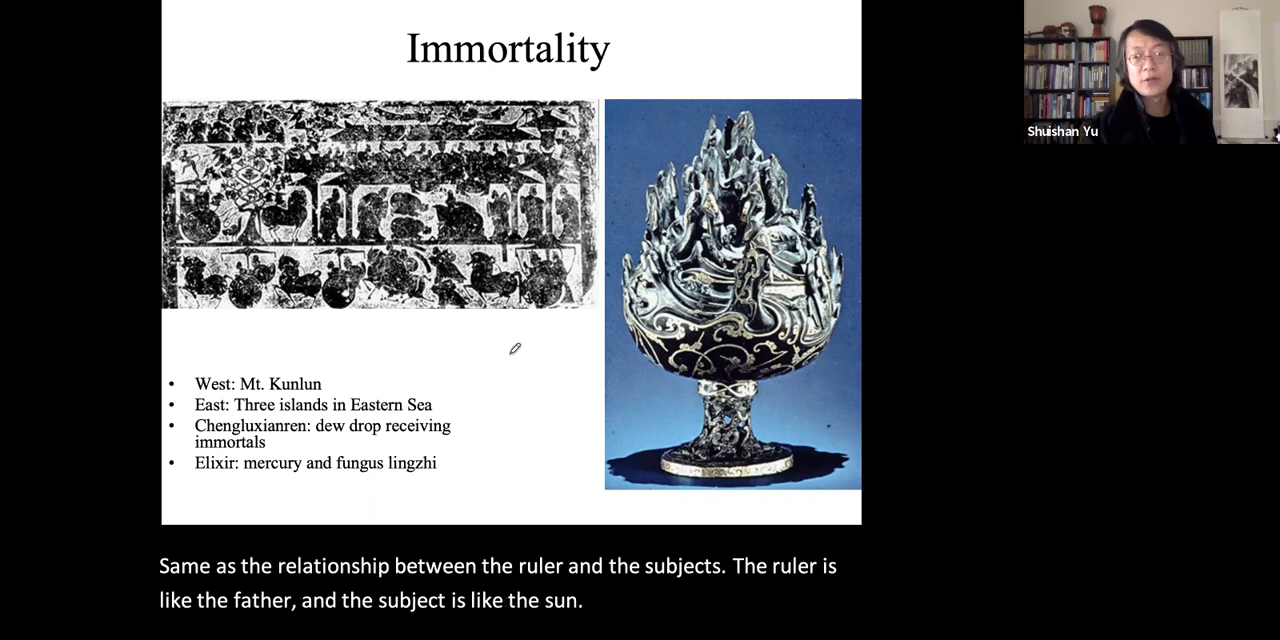 Immortality
• West: Mt. Kunlun
• East: Three islands in Eastern Sea
• Chengluxianren: dew drop receiving
immortals
• Elixir: mercury and fungus lingzhi
Shuishan Yu
Same as the relationship between the ruler and the subjects. The ruler is
like the father, and the subject is like the sun.